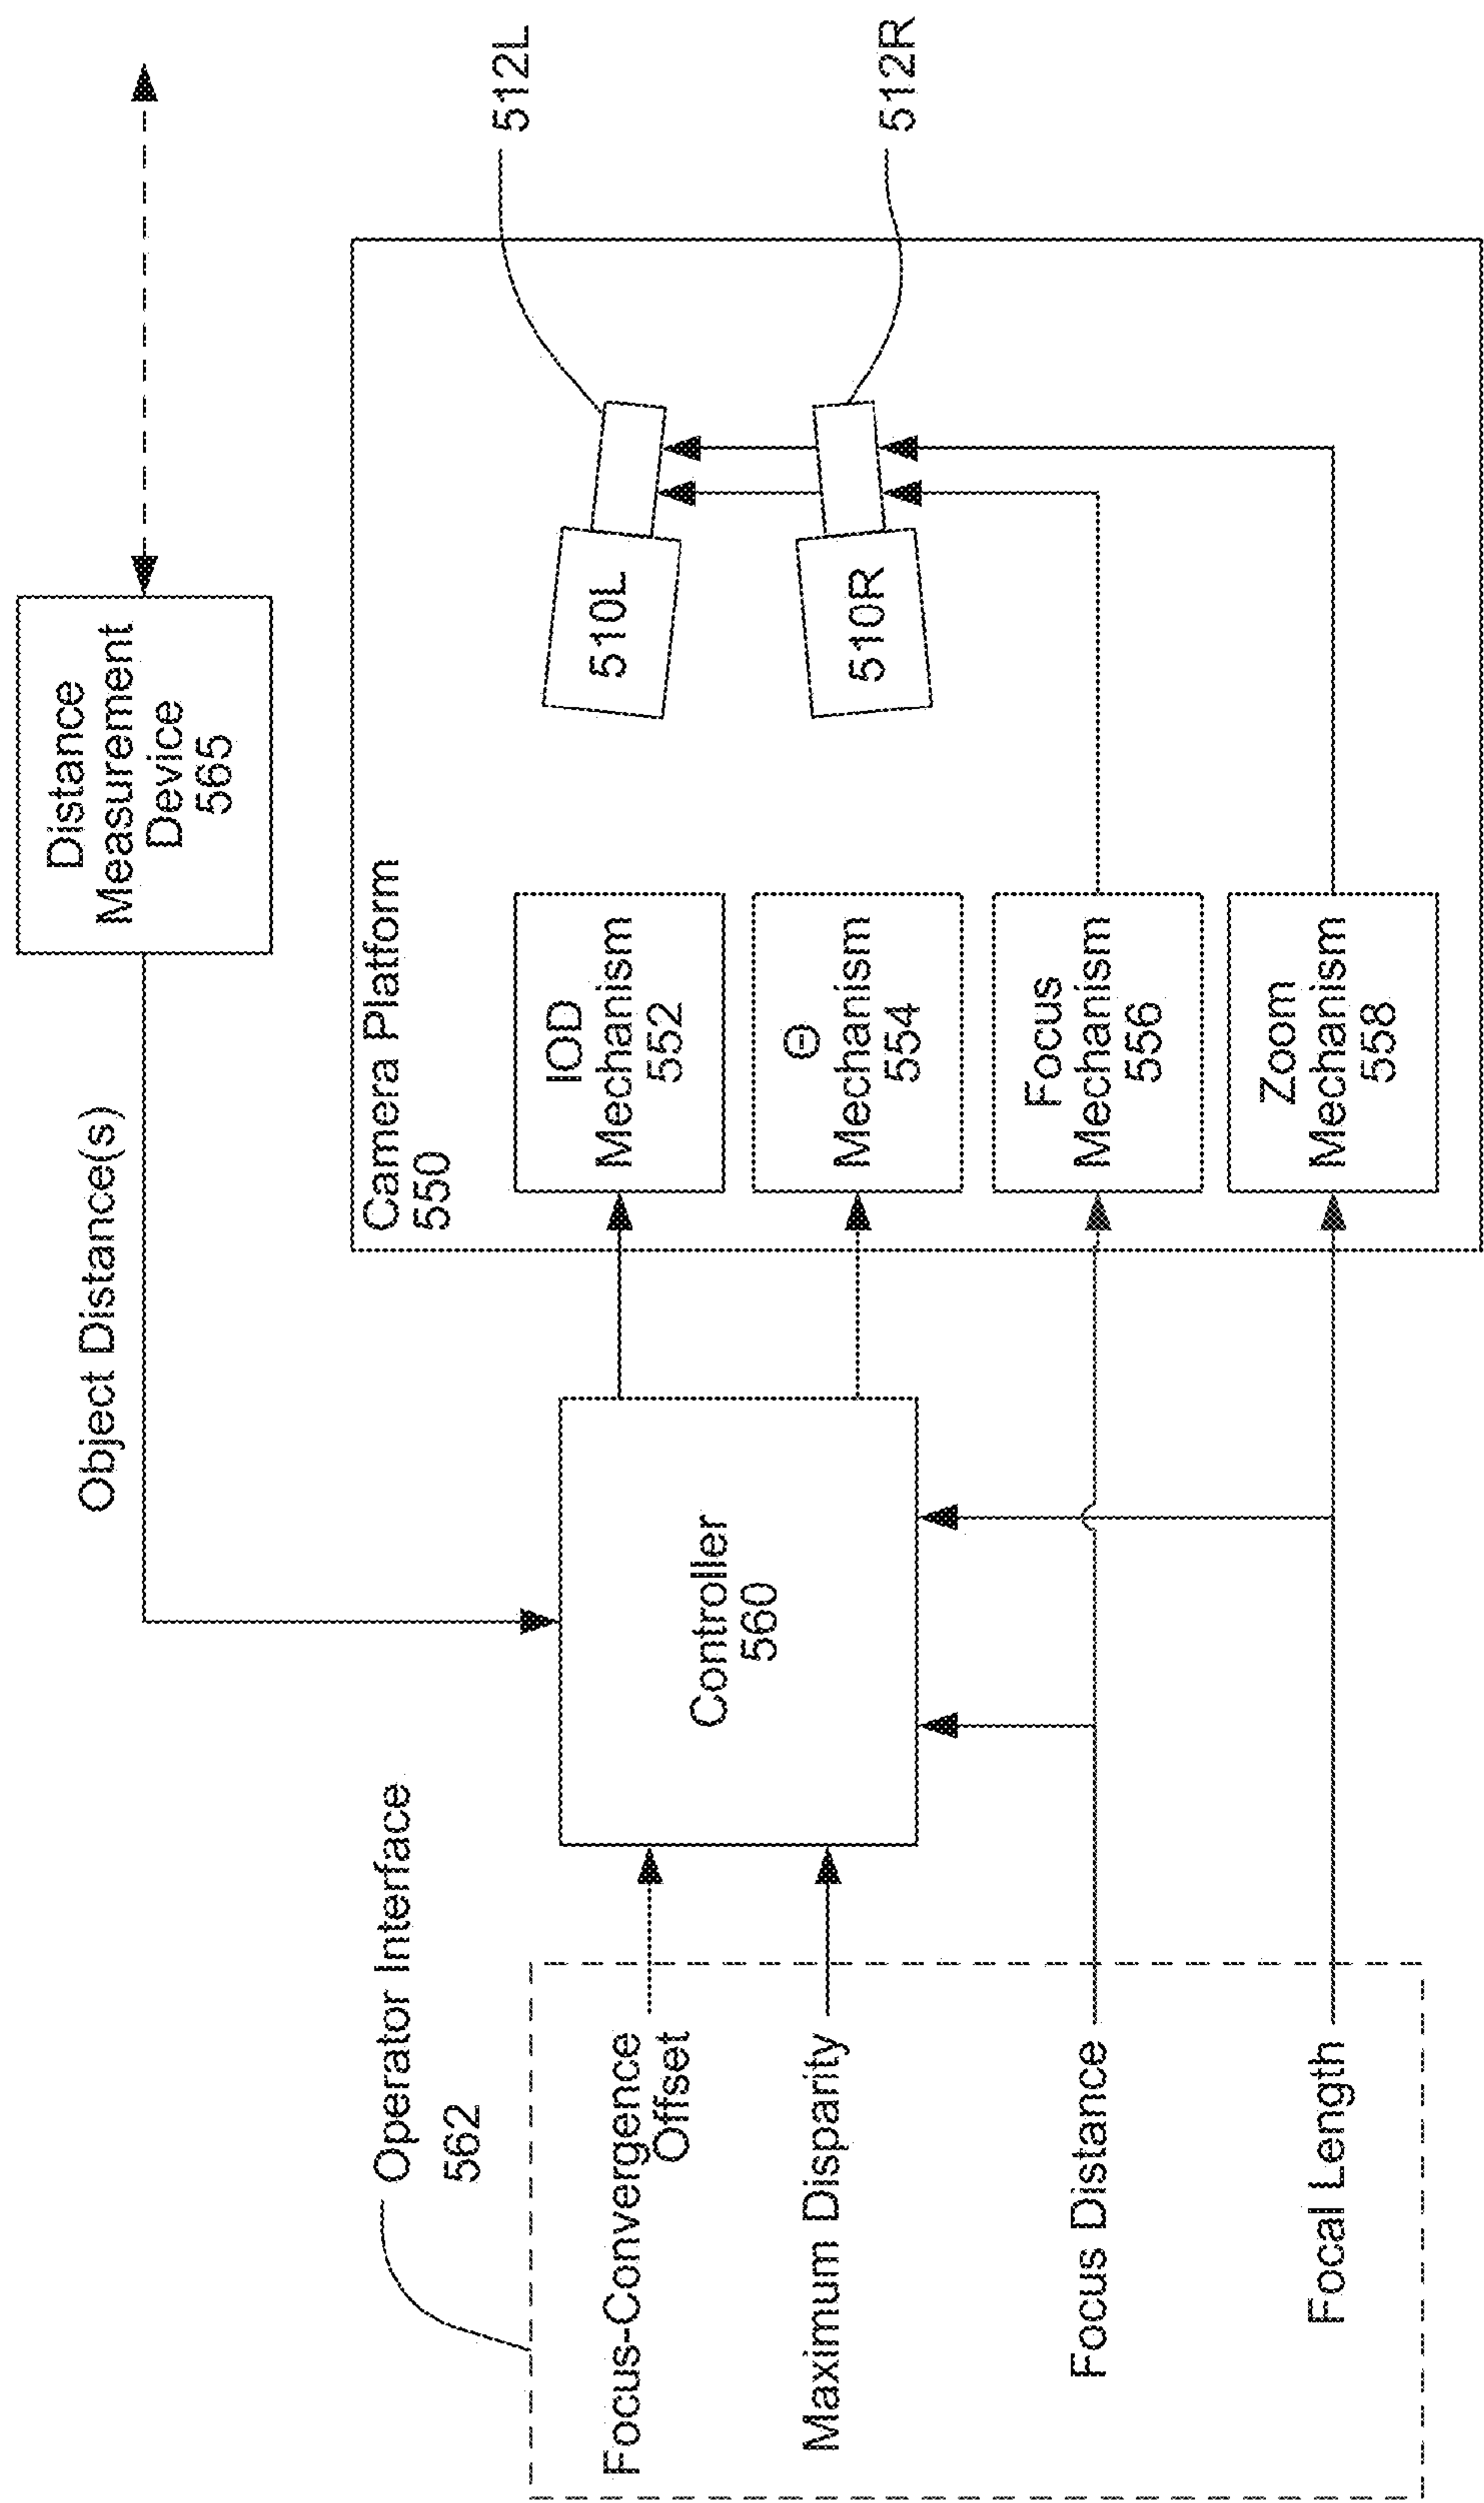 Distance
Measurement
Device
565
Object Distance(s)
Operator Interface
562
Focus-Convergence
Offset
Maximum Disparity
Focus Distance
Focal Length
Controller
560
Camera Platform
550
IOD
Mechanism
552
Θ
Mechanism
554
Focus
Mechanism
556
Zoom
Mechanism
558
510L
510R
512L
512R